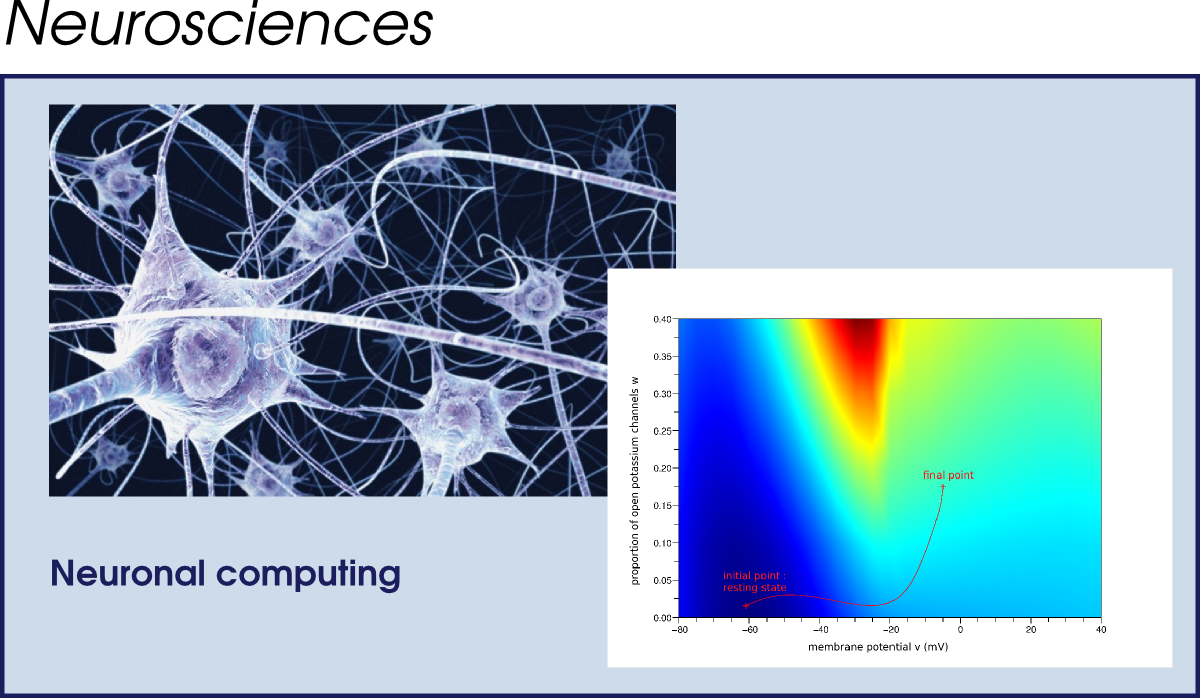 Neurosciences
Neuronal computing
proportion of open potassium channels w
0.40
0.35
0.30
0.25
0.20
0.15
0.10
0.05
0.00
final point
initial point :
resting state
−80 −60 −40 −20 0 20 40
membrane potential v (mV)